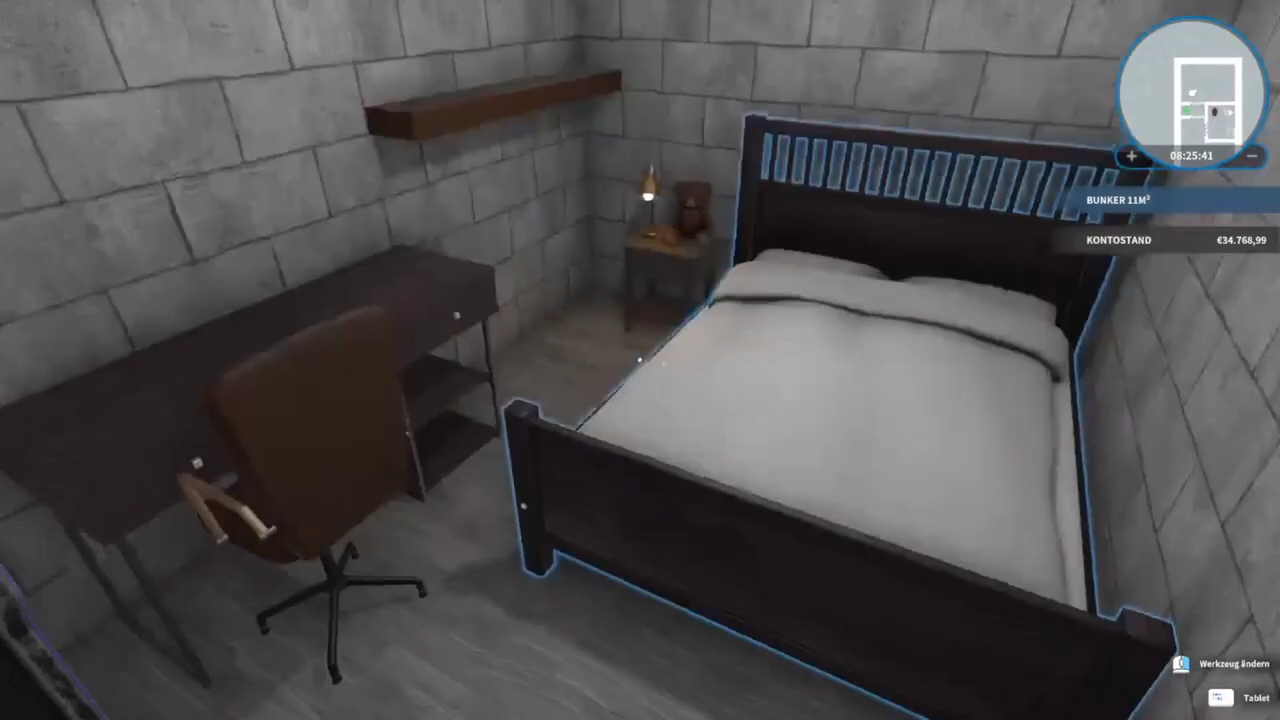 08:25:41
BUNKER 11M²
KONTOSTAND €34.768,99
Werkzeug ändern
Tablet